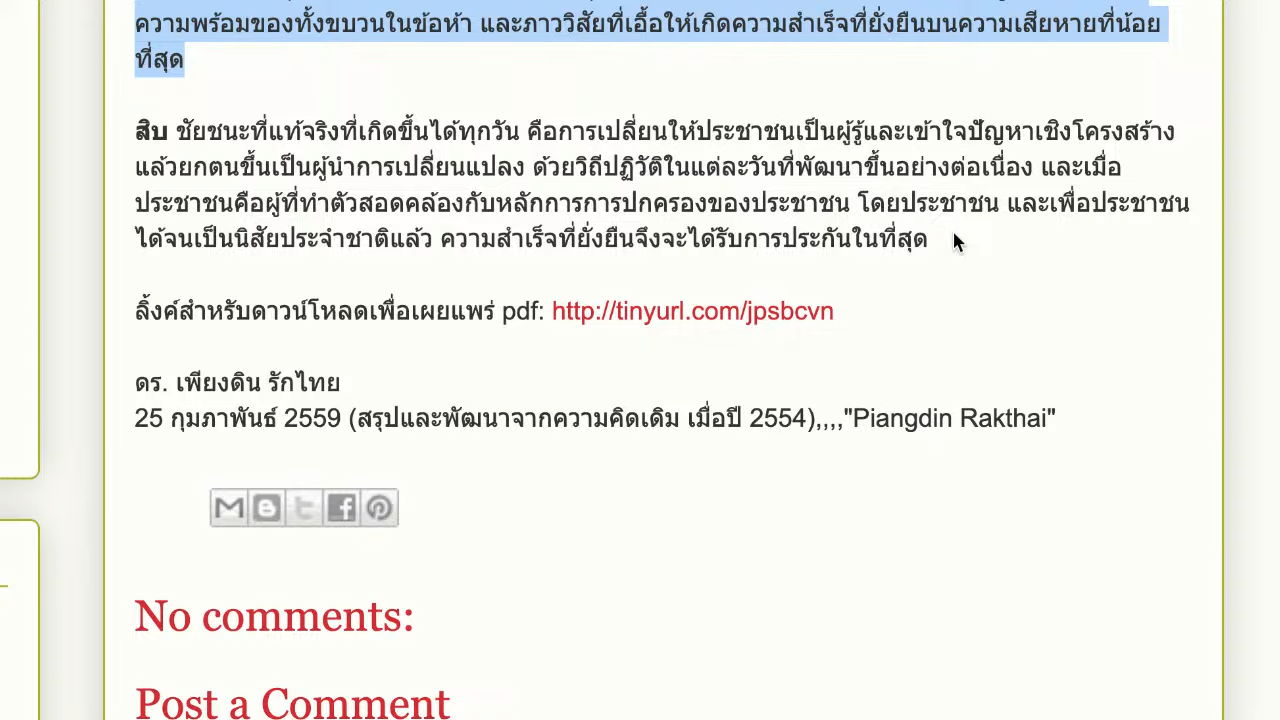 ความพร้อมของทั้งขบวนในข้อห้า และภาววิสัยที่เอื้อให้เกิดความสำเร็จที่ยั่งยืนบนความเสียหายที่น้อย
ที่สุด
สิบ ชัยชนะที่แท้จริงที่เกิดขึ้นได้ทุกวัน คือการเปลี่ยนให้ประชาชนเป็นผู้รู้และเข้าใจปัญหาเชิงโครงสร้าง
แล้วยกตนขึ้นเป็นผู้นำการเปลี่ยนแปลง ด้วยวิถีปฏิวัติในแต่ละวันที่พัฒนาขึ้นอย่างต่อเนื่อง และเมื่อ
ประชาชนคือผู้ที่ทำตัวสอดคล้องกับหลักการการปกครองของประชาชน โดยประชาชน และเพื่อประชาชน
ได้จนเป็นนิสัยประจำชาติแล้ว ความสำเร็จที่ยั่งยืนจึงจะได้รับการประกันในที่สุด
ลิ้งค์สำหรับดาวน์โหลดเพื่อเผยแพร่ pdf: http://tinyurl.com/jpsbcvn
ดร. เพียงดิน รักไทย
25 กุมภาพันธ์ 2559 (สรุปและพัฒนาจากความคิดเดิม เมื่อปี 2554),,,,"Piangdin Rakthai"
No comments:
Post a Comment